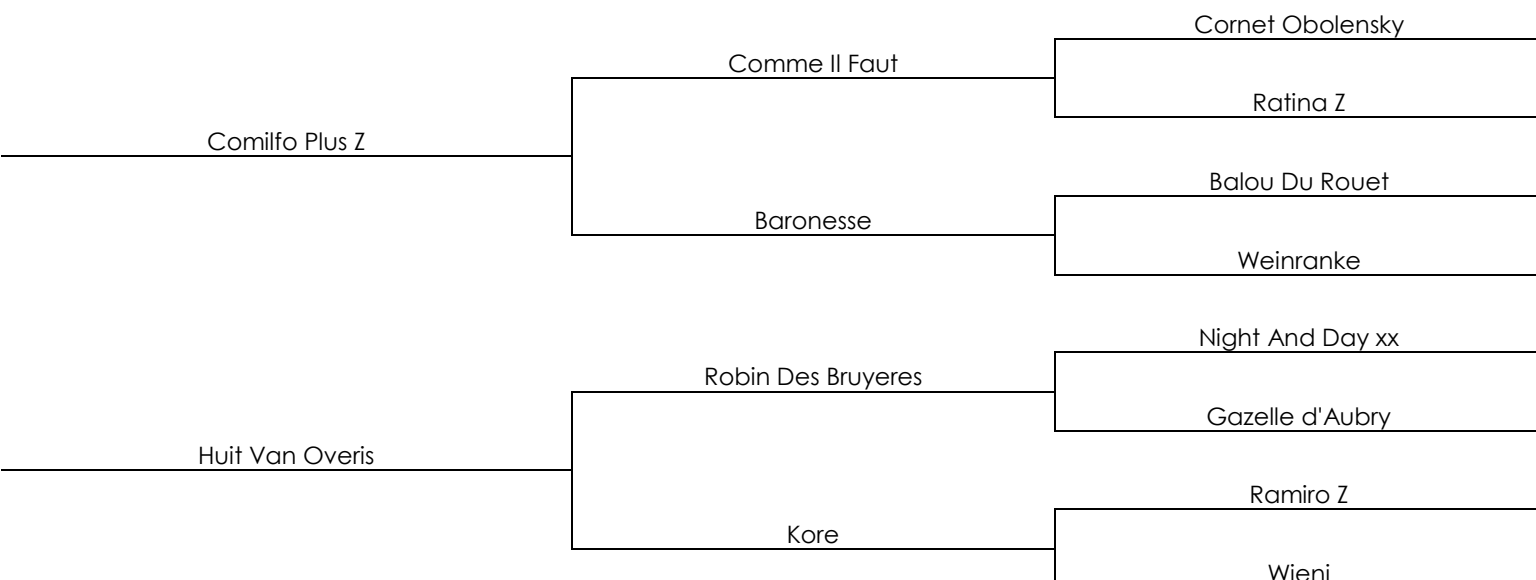 Cornet Obolensky
Comme Il Faut
Ratina Z
Comilfo Plus Z
Balou Du Rouet
Baronesse
Weinranke
Night And Day xx
Robin Des Bruyeres
Gazelle d'Aubry
Huit Van Overis
Ramiro Z
Kore
Wieni